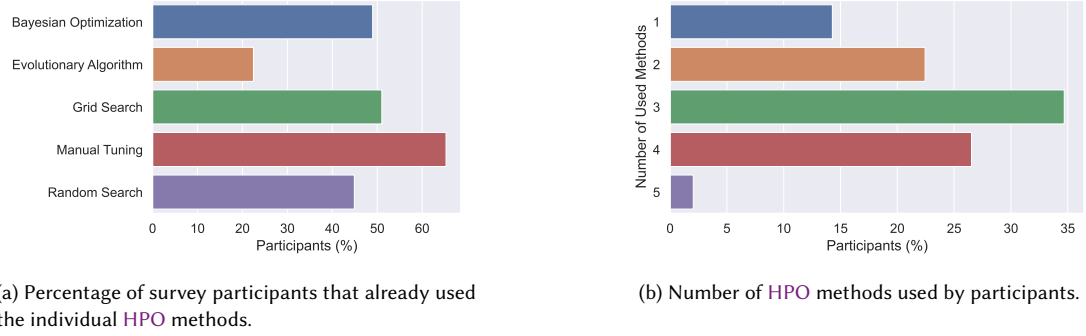 Bayesian Optimization
Evolutionary Algorithm
Grid Search
Manual Tuning
Random Search
0 10 20 30 40 50 60
Participants (%)
(a) Percentage of survey participants that already used
the individual HPO methods.
Number of Used Methods
1
2
3
4
5
0 5 10 15 20 25 30 35
Participants (%)
(b) Number of HPO methods used by participants.